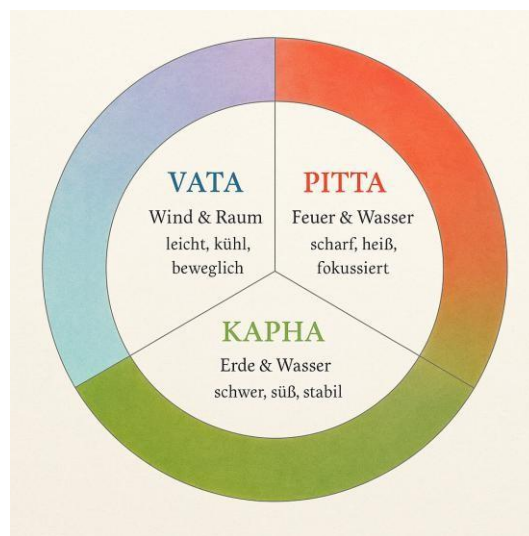 VATA
Wind & Raum
leicht, kühl,
beweglich
PITTA
Feuer & Wasser
scharf, heiß,
fokussiert
KAPHA
Erde & Wasser
schwer, süß, stabil